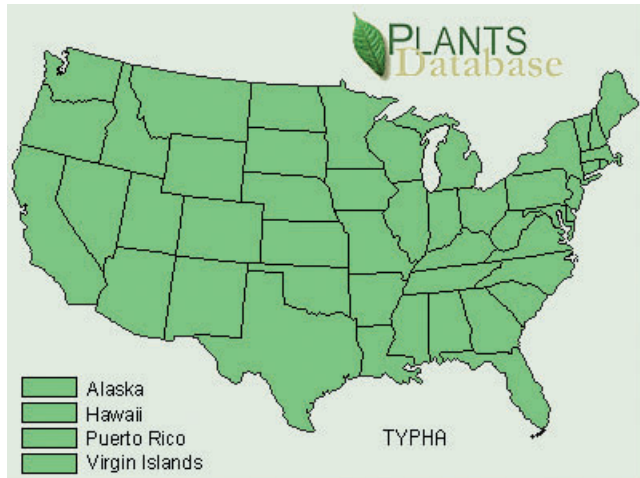 PLANTS
Database
Alaska
Hawaii
Puerto Rico
Virgin Islands
TYPHA